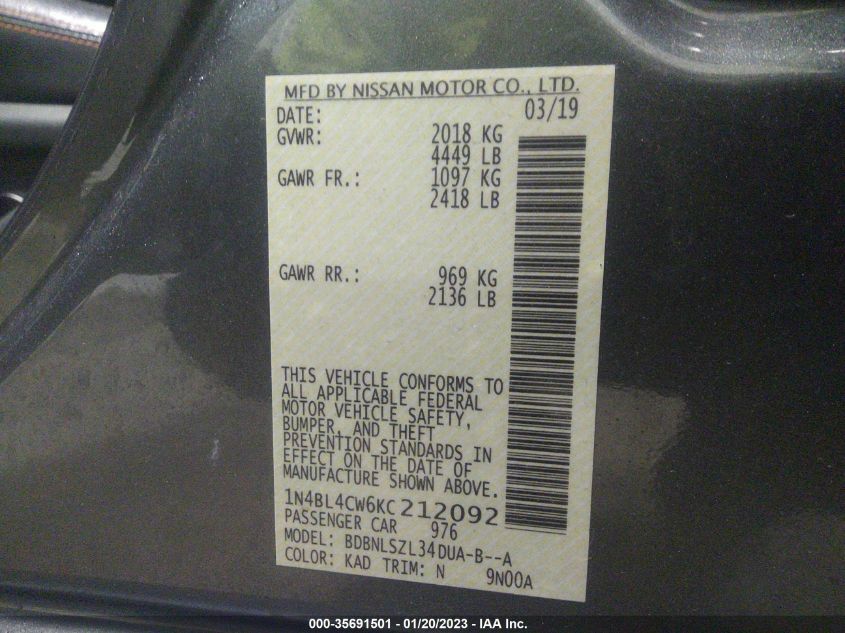 MFD BY NISSAN MOTOR CO., LTD.
DATE: 03/19
GVWR: 2018 KG
4449 LB
GAWR FR.: 1097 KG
2418 LB
GAWR RR.: 969 KG
2136 LB
THIS VEHICLE CONFORMS TO
ALL APPLICABLE FEDERAL
MOTOR VEHICLE SAFETY,
BUMPER, AND THEFT
PREVENTION STANDARDS IN
EFFECT ON THE DATE OF
MANUFACTURE SHOWN ABOVE.
1N4BL4CW6KC212092
PASSENGER CAR 976
MODEL: BDBNLSZL34DUA-B--A
COLOR: KAD TRIM: N 9N00A
000-35691501 - 01/20/2023 - IAA Inc.